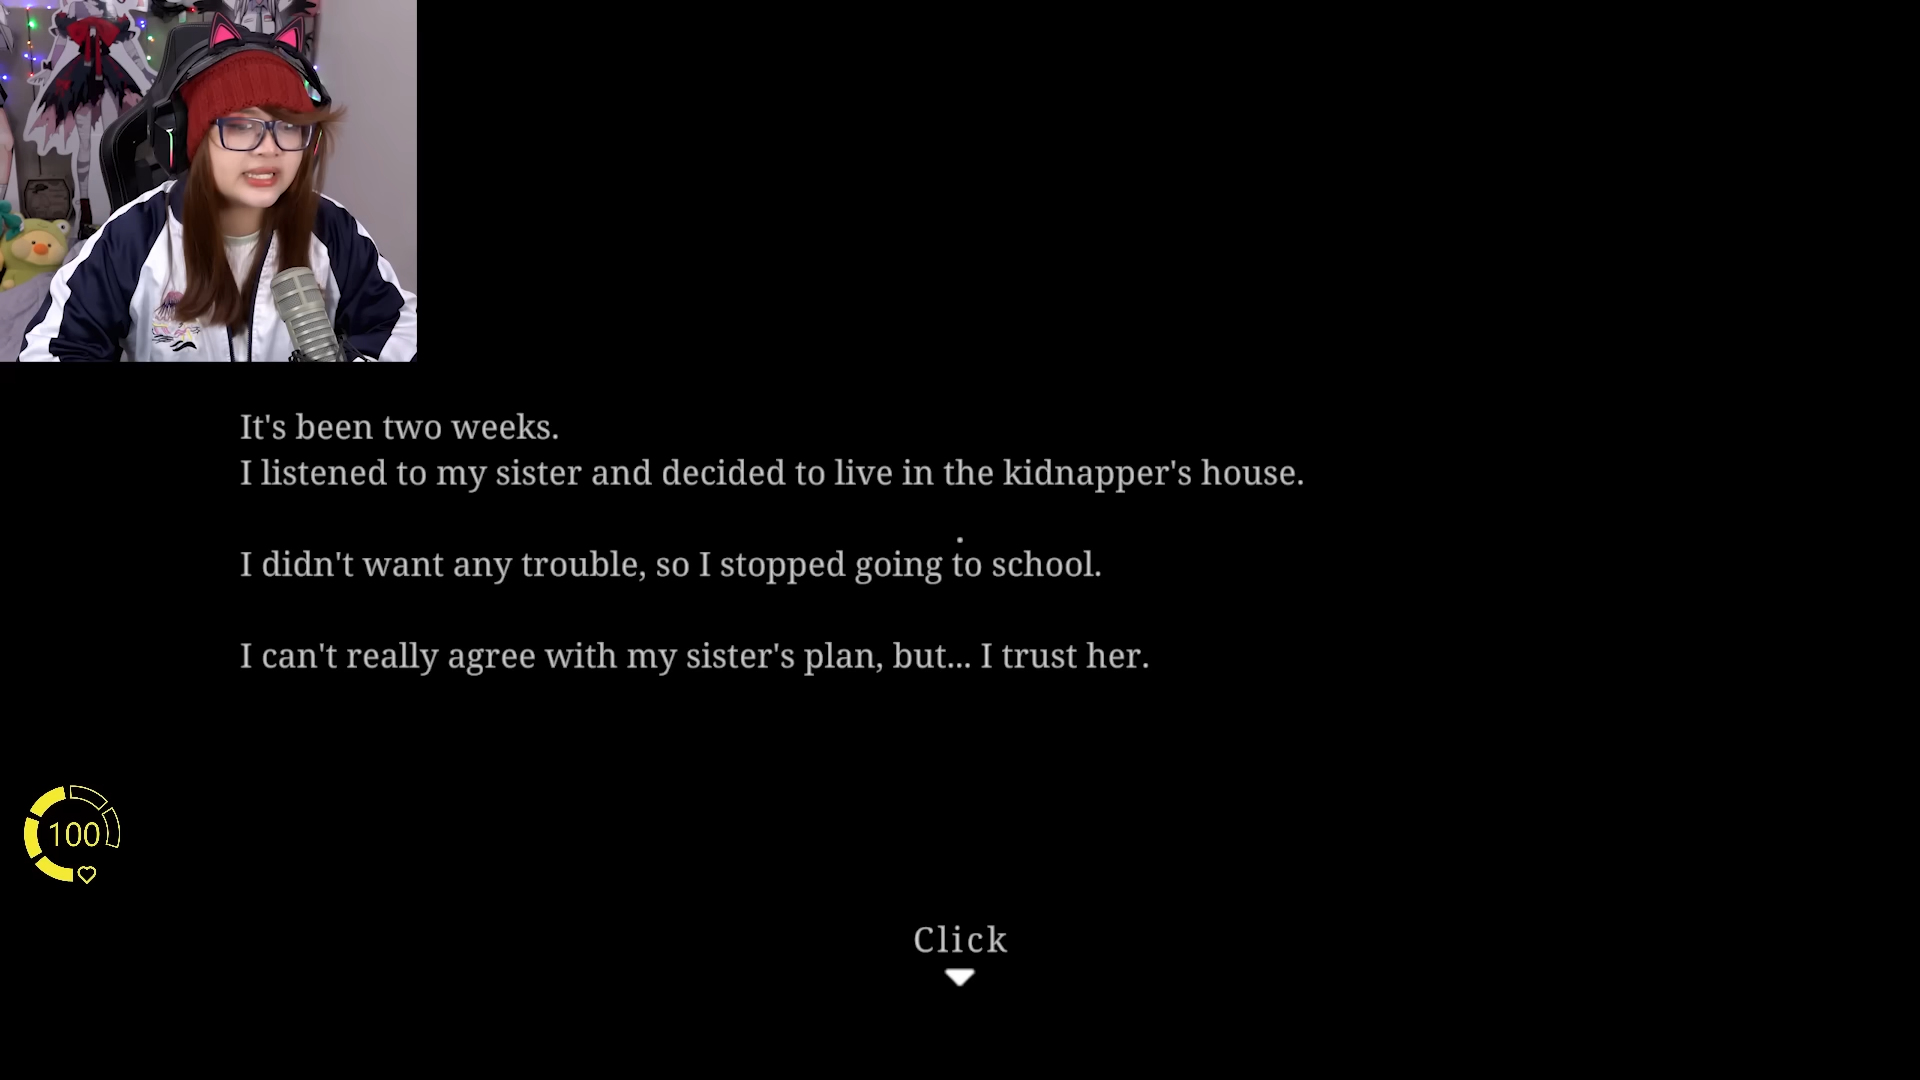 It's been two weeks.
I listened to my sister and decided to live in the kidnapper's house.
I didn't want any trouble, so I stopped going to school.
I can't really agree with my sister's plan, but... I trust her.
100
Click